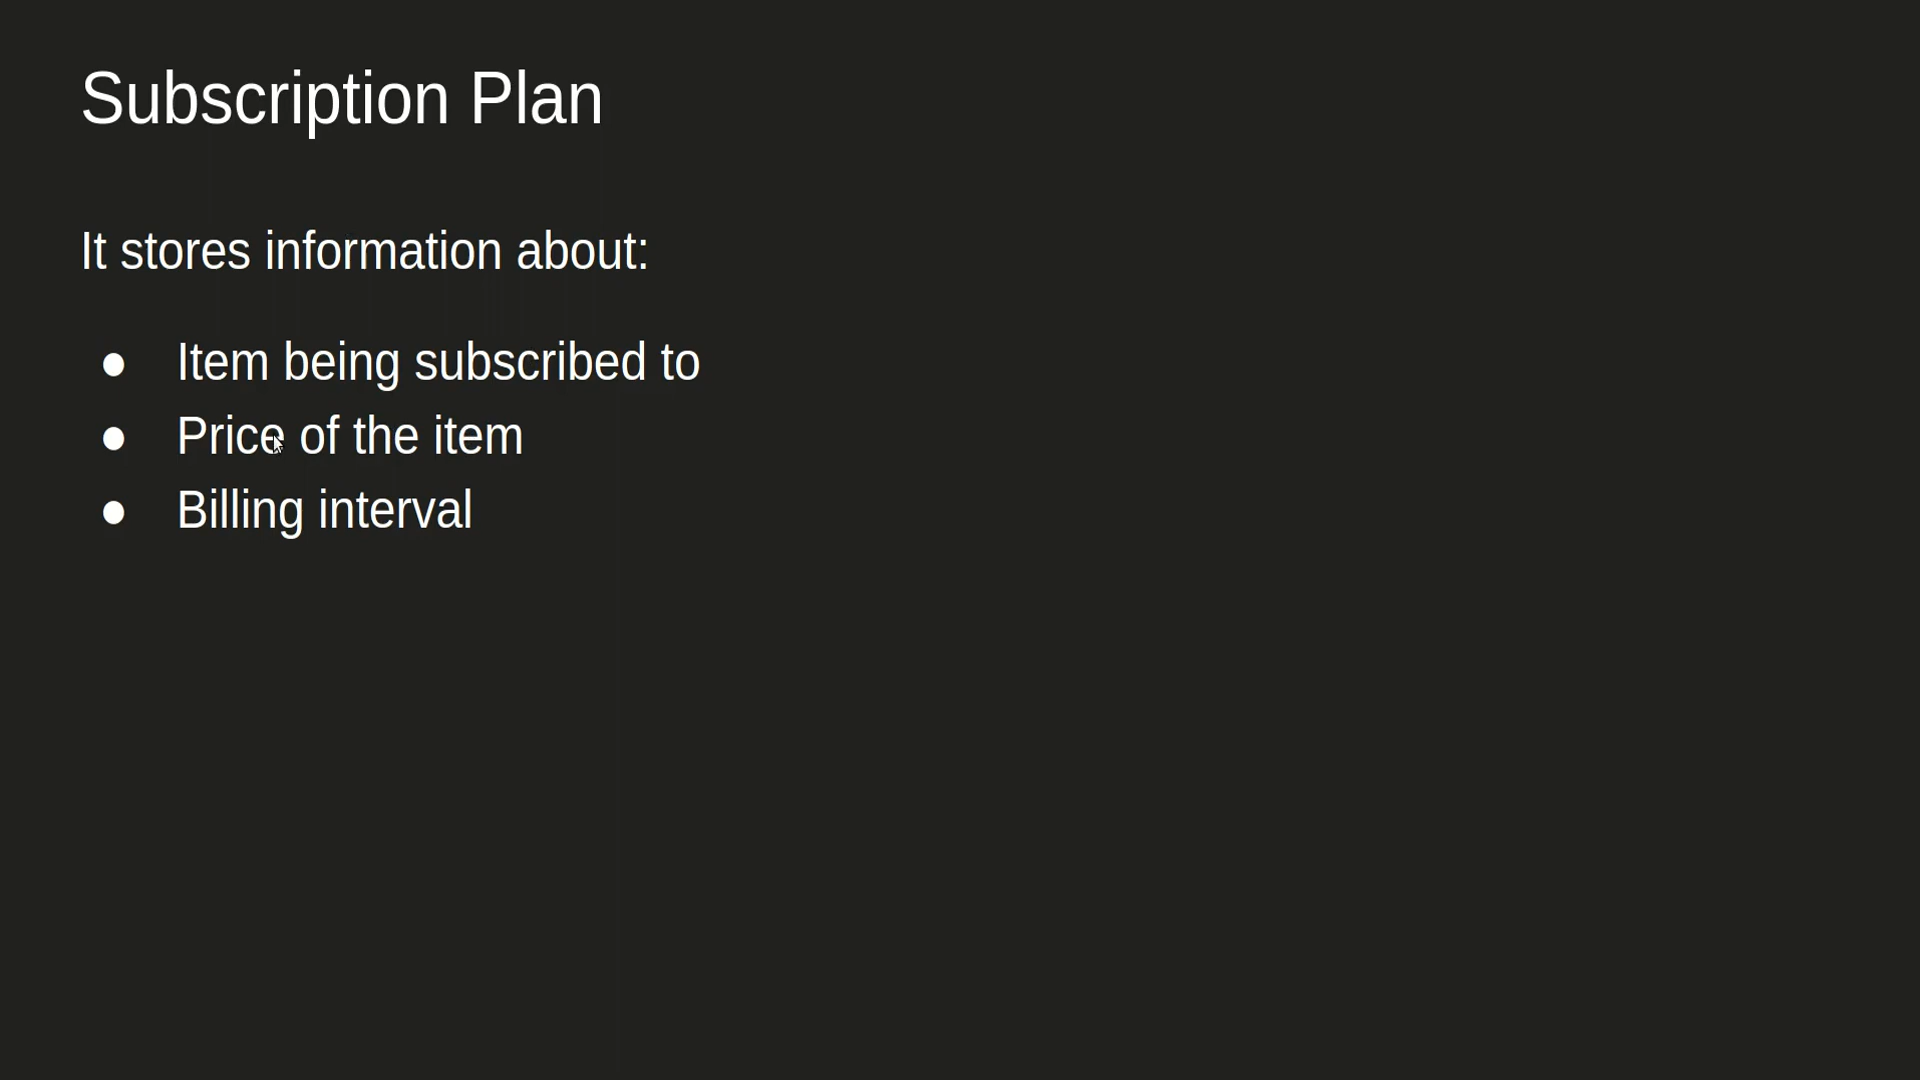 Subscription Plan
It stores information about:
● Item being subscribed to
● Price of the item
● Billing interval